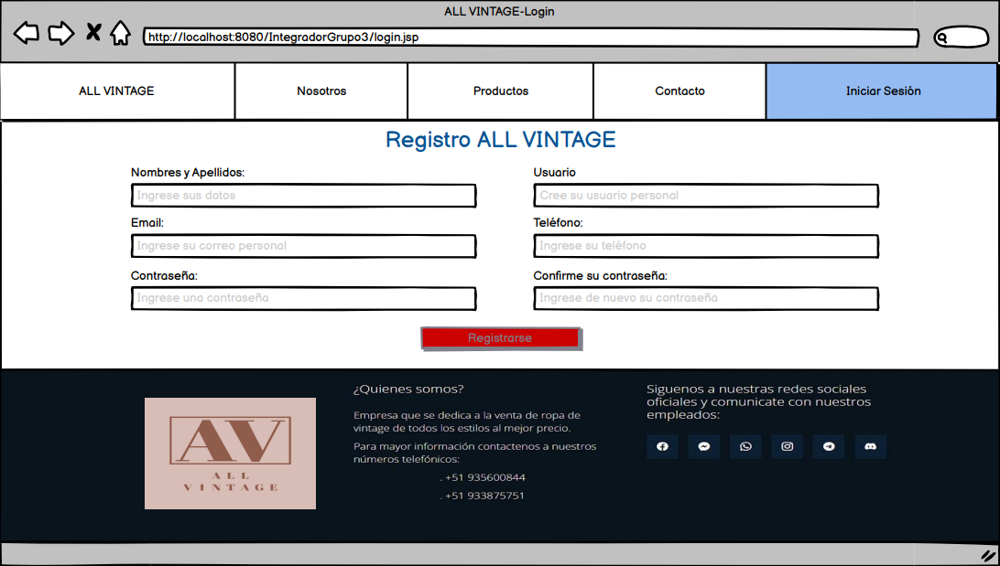 ALL VINTAGE-Login
http://localhost:8080/IntegradorGrupo3/login.jsp
ALL VINTAGE
Nosotros
Productos
Contacto
Iniciar Sesión
Registro ALL VINTAGE
Nombres y Apellidos:
Usuario
Ingrese sus datos
Cree su usuario personal
Email:
Teléfono:
Ingrese su correo personal
Ingrese su teléfono
Contraseña:
Confirme su contraseña:
Ingrese una contraseña
Ingrese de nuevo su contraseña
Registrarse
AV
ALL
VINTAGE
¿Quienes somos?
Empresa que se dedica a la venta de ropa de
vintage de todos los estilos al mejor precio.
Para mayor información contactenos a nuestros
números telefónicos:
. +51 935600844
. +51 933875751
Siguenos a nuestras redes sociales
oficiales y comunicate con nuestros
empleados: